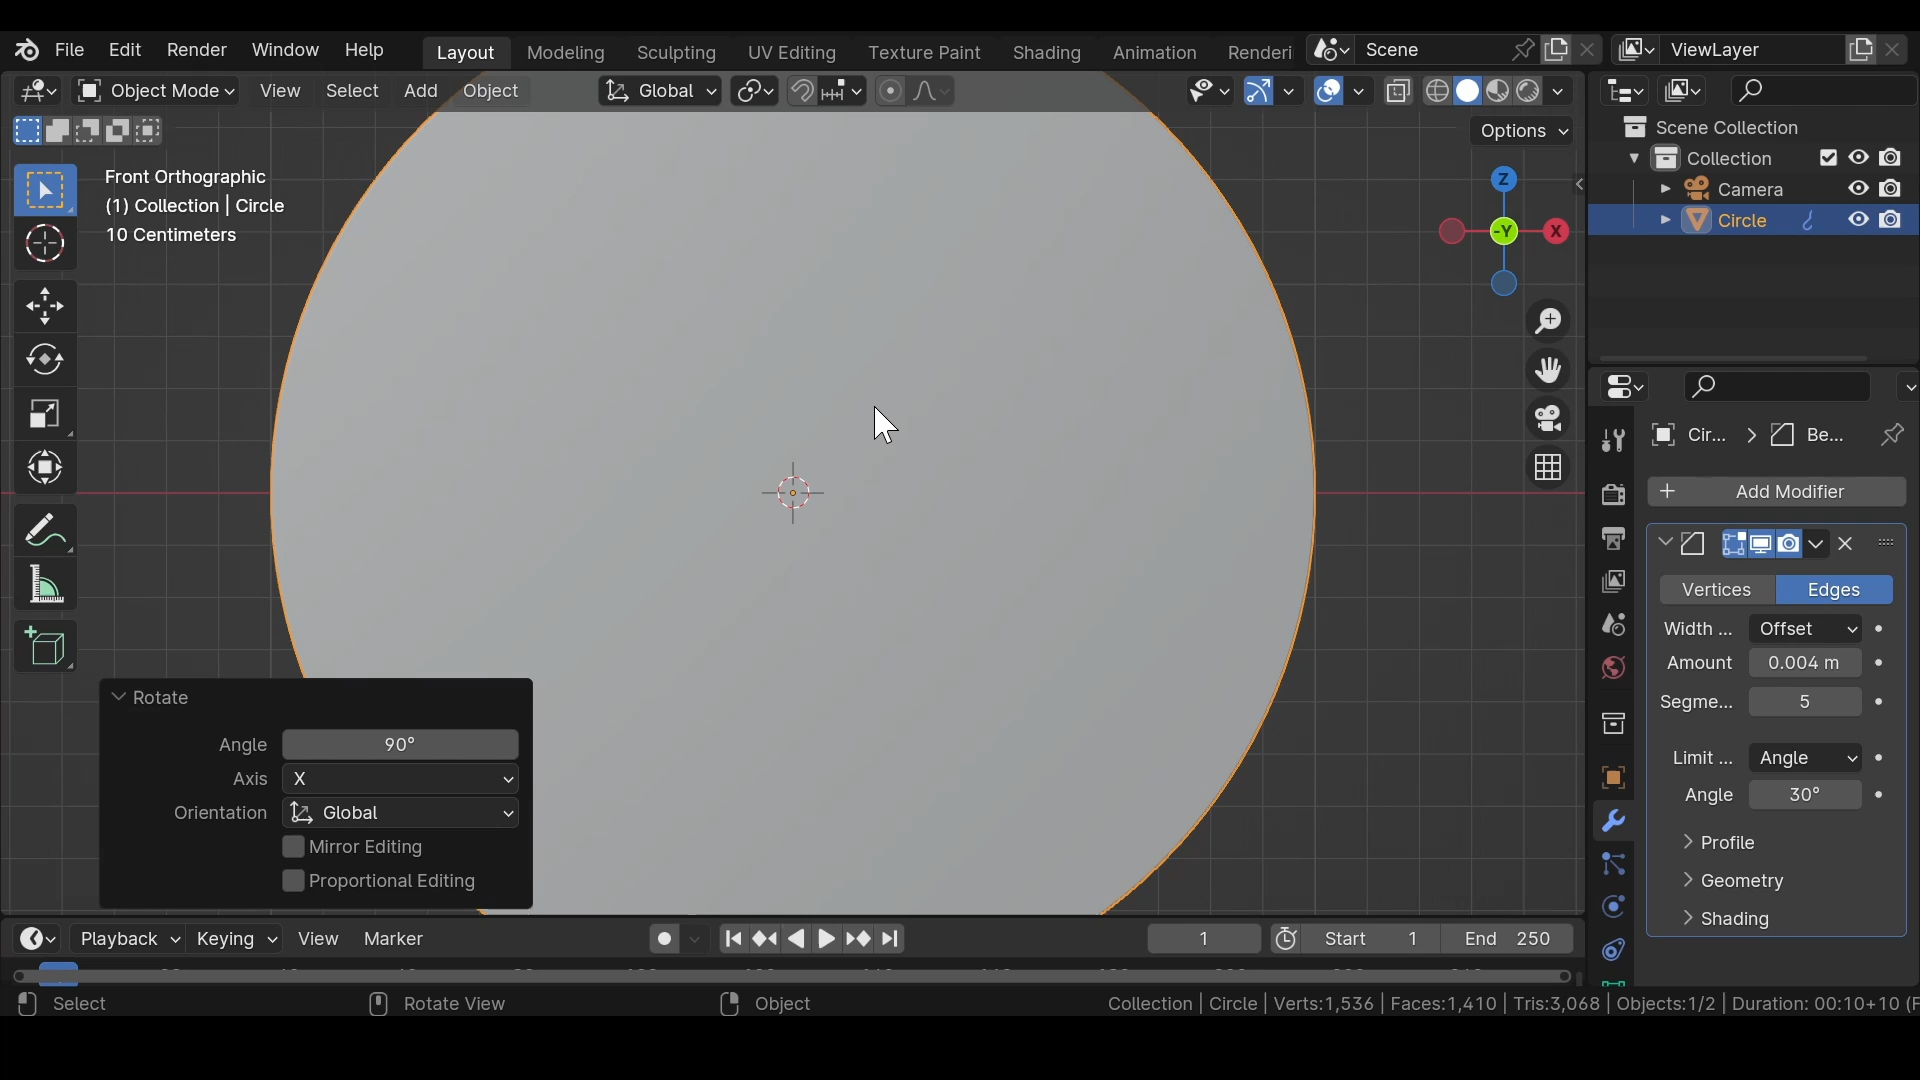 File Edit Render Window Help Layout Modeling Sculpting UV Editing Texture Paint Shading Animation Renderi Scene ViewLayer
Object Mode View Select Add Object Global
Options
Scene Collection
Collection
Camera
Circle
Front Orthographic
(1) Collection | Circle
10 Centimeters
Z
-Y X
Cir... Be...
Add Modifier
Vertices Edges
Width ... Offset
Amount 0.004 m
Segme... 5
Limit ... Angle
Angle 30°
Profile
Geometry
Shading
Rotate
Angle 90°
Axis X
Orientation Global
Mirror Editing
Proportional Editing
Playback Keying View Marker 1 Start 1 End 250
Select Rotate View Object Collection | Circle | Verts:1,536 | Faces:1,410 | Tris:3,068 | Objects:1/2 | Duration: 00:10+10 (F